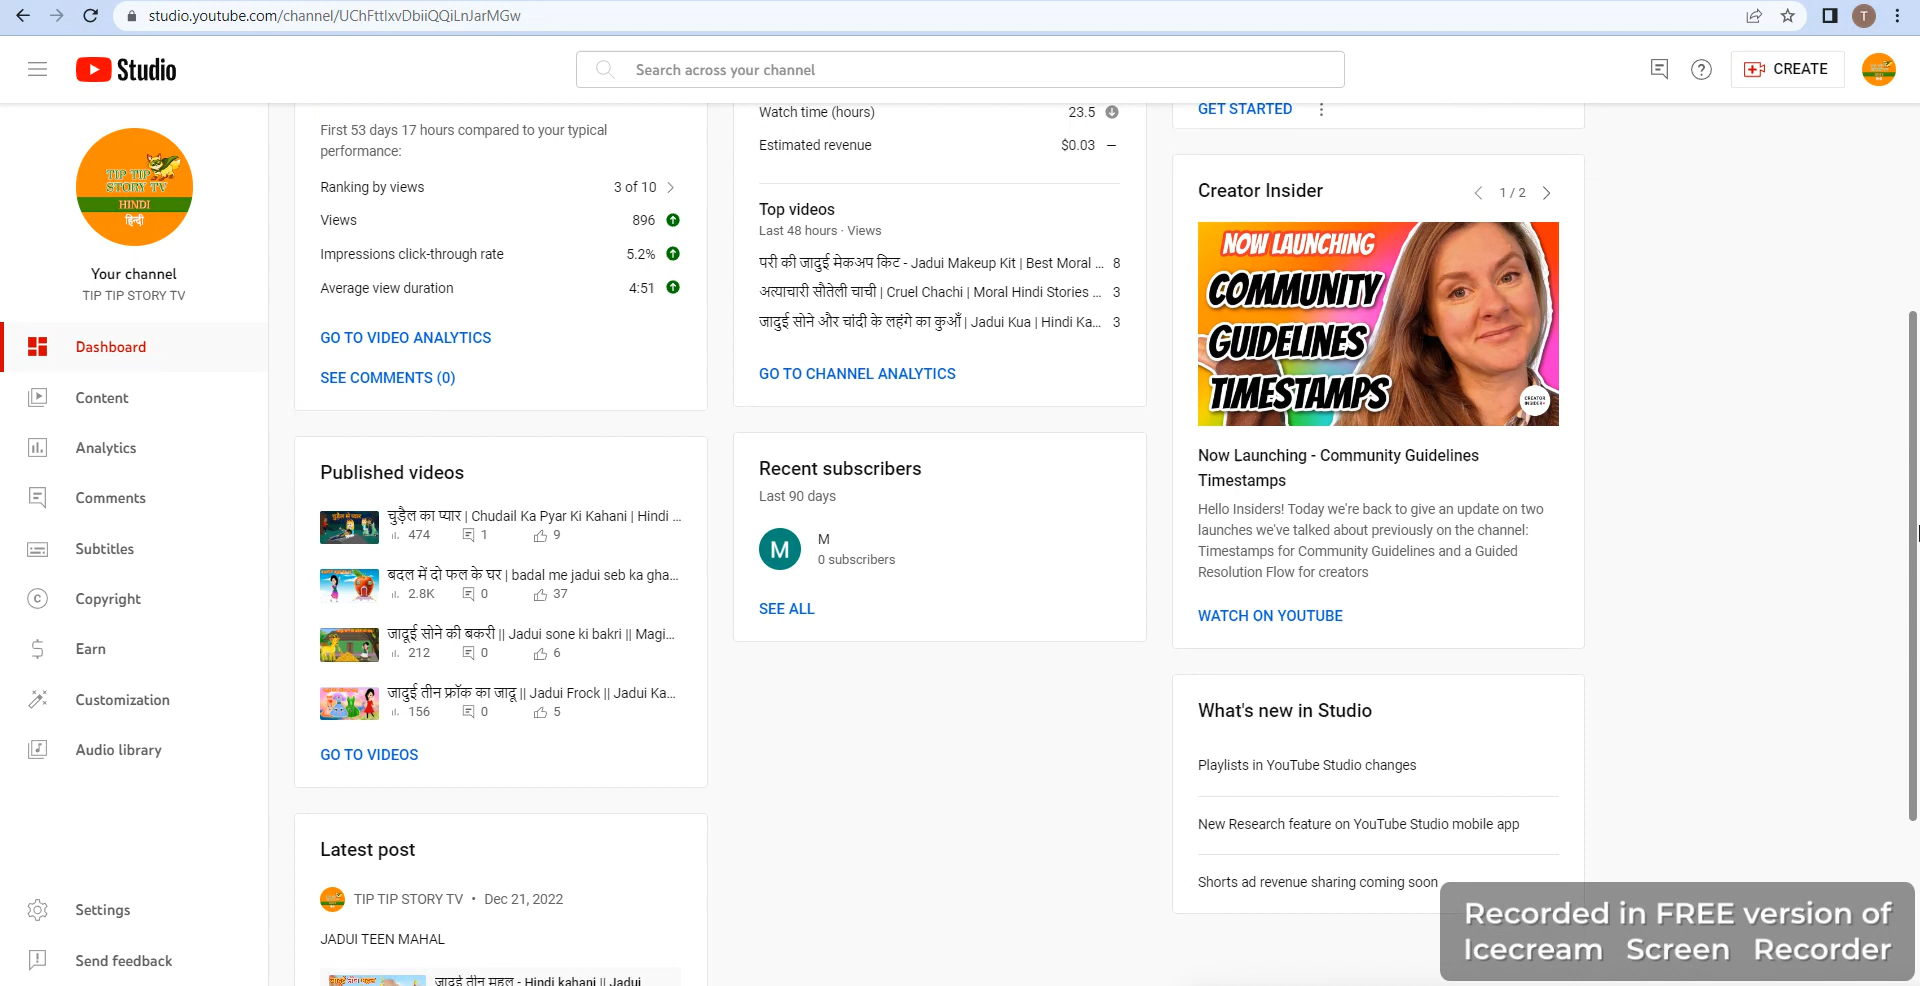 studio.youtube.com/channel/UChFttIxvDbiiQQiLnJarMGw
T
Studio
Search across your channel
CREATE
TIP TIP
STORY TV
HINDI
हिन्दी
Your channel
TIP TIP STORY TV
Dashboard
Content
Analytics
Comments
Subtitles
Copyright
Earn
Customization
Audio library
Settings
Send feedback
First 53 days 17 hours compared to your typical
performance:
Ranking by views 3 of 10
Views 896
Impressions click-through rate 5.2%
Average view duration 4:51
GO TO VIDEO ANALYTICS
SEE COMMENTS (0)
Published videos
चुड़ैल का प्यार | Chudail Ka Pyar Ki Kahani | Hindi ...
474 1 9
बदल में दो फल के घर | badal me jadui seb ka gha...
2.8K 0 37
जादूई सोने की बकरी || Jadui sone ki bakri || Magi...
212 0 6
जादुई तीन फ्रॉक का जादू || Jadui Frock || Jadui Ka...
156 0 5
GO TO VIDEOS
Latest post
TIP TIP STORY TV • Dec 21, 2022
JADUI TEEN MAHAL
जादुई तीन महल - Hindi kahani || Jadui
Watch time (hours) 23.5
Estimated revenue $0.03 —
Top videos
Last 48 hours · Views
परी की जादुई मेकअप किट - Jadui Makeup Kit | Best Moral ... 8
अत्याचारी सौतेली चाची | Cruel Chachi | Moral Hindi Stories ... 3
जादुई सोने और चांदी के लहंगे का कुआँ | Jadui Kua | Hindi Ka... 3
GO TO CHANNEL ANALYTICS
Recent subscribers
Last 90 days
M
M
0 subscribers
SEE ALL
GET STARTED
Creator Insider 1 / 2
NOW LAUNCHING
COMMUNITY
GUIDELINES
TIMESTAMPS
CREATOR
INSIDER
Now Launching - Community Guidelines
Timestamps
Hello Insiders! Today we're back to give an update on two
launches we've talked about previously on the channel:
Timestamps for Community Guidelines and a Guided
Resolution Flow for creators
WATCH ON YOUTUBE
What's new in Studio
Playlists in YouTube Studio changes
New Research feature on YouTube Studio mobile app
Shorts ad revenue sharing coming soon
Recorded in FREE version of
Icecream Screen Recorder